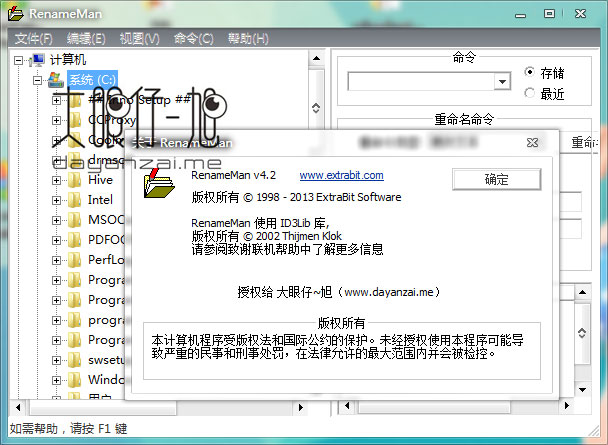 RenameMan
文件(F) 编辑(E) 视图(V) 命令(C) 帮助(H)
计算机
系统 (C:)
## Inno Setup ##
CCProxy
drmso
Hive
Intel
MSOC
PDFOC
PerfLo
Progra
Progra
progra
Progra
swsetu
Windo
用户
命令
存储
最近
重命名命令
大眼仔~旭
dayanzai.me
关于 RenameMan
RenameMan v4.2 www.extrabit.com
确定
版权所有 © 1998 - 2013 ExtraBit Software
RenameMan 使用 ID3Lib 库,
版权所有 © 2002 Thijmen Klok
请参阅致谢联机帮助中了解更多信息
授权给 大眼仔~旭（www.dayanzai.me）
版权所有
本计算机程序受版权法和国际公约的保护。未经授权使用本程序可能导
致严重的民事和刑事处罚，在法律允许的最大范围内并会被检控。
如需帮助，请按 F1 键